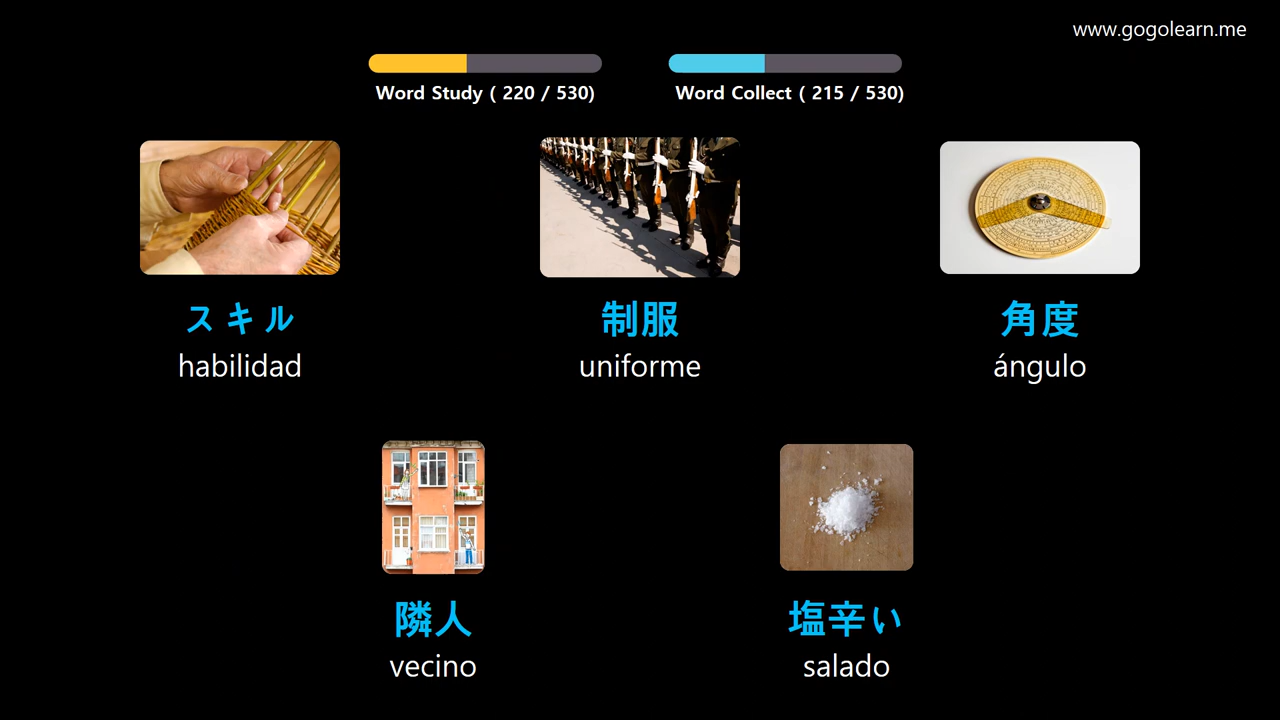 www.gogolearn.me
Word Study ( 220 / 530)
Word Collect ( 215 / 530)
スキル
habilidad
制服
uniforme
角度
ángulo
隣人
vecino
塩辛い
salado